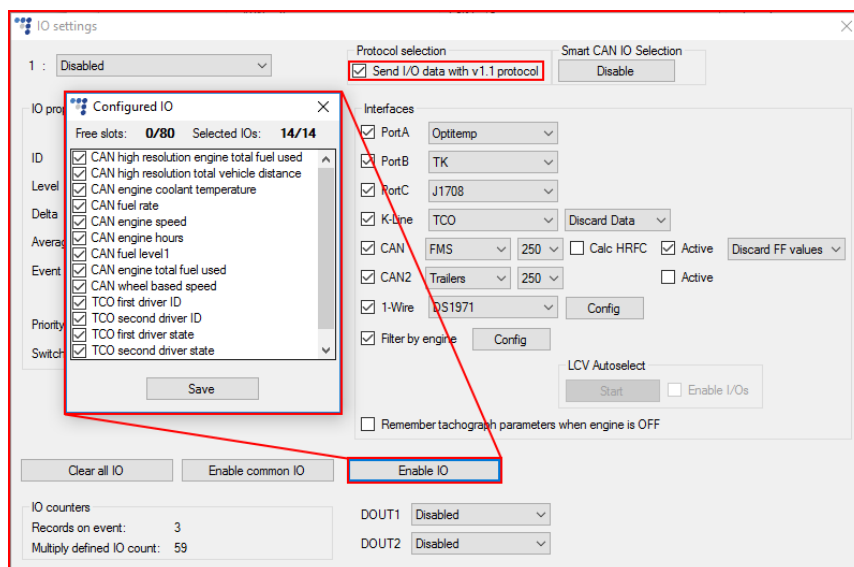 IO settings
Protocol selection
Smart CAN IO Selection
1 : Disabled
Send I/O data with v1.1 protocol
Disable
IO prop
Configured IO
Free slots: 0/80 Selected IOs: 14/14
CAN high resolution engine total fuel used
CAN high resolution total vehicle distance
CAN engine coolant temperature
CAN fuel rate
CAN engine speed
CAN engine hours
CAN fuel level1
CAN engine total fuel used
CAN wheel based speed
TCO first driver ID
TCO second driver ID
TCO first driver state
TCO second driver state
Save
ID
Level
Delta
Averag
Event
Priority
Switch
Interfaces
PortA Optitemp
PortB TK
PortC J1708
K-Line TCO Discard Data
CAN FMS 250 Calc HRFC Active Discard FF values
CAN2 Trailers 250 Active
1-Wire DS1971 Config
Filter by engine Config
LCV Autoselect
Start Enable I/Os
Remember tachograph parameters when engine is OFF
Clear all IO Enable common IO Enable IO
IO counters
Records on event: 3
Multiply defined IO count: 59
DOUT1 Disabled
DOUT2 Disabled